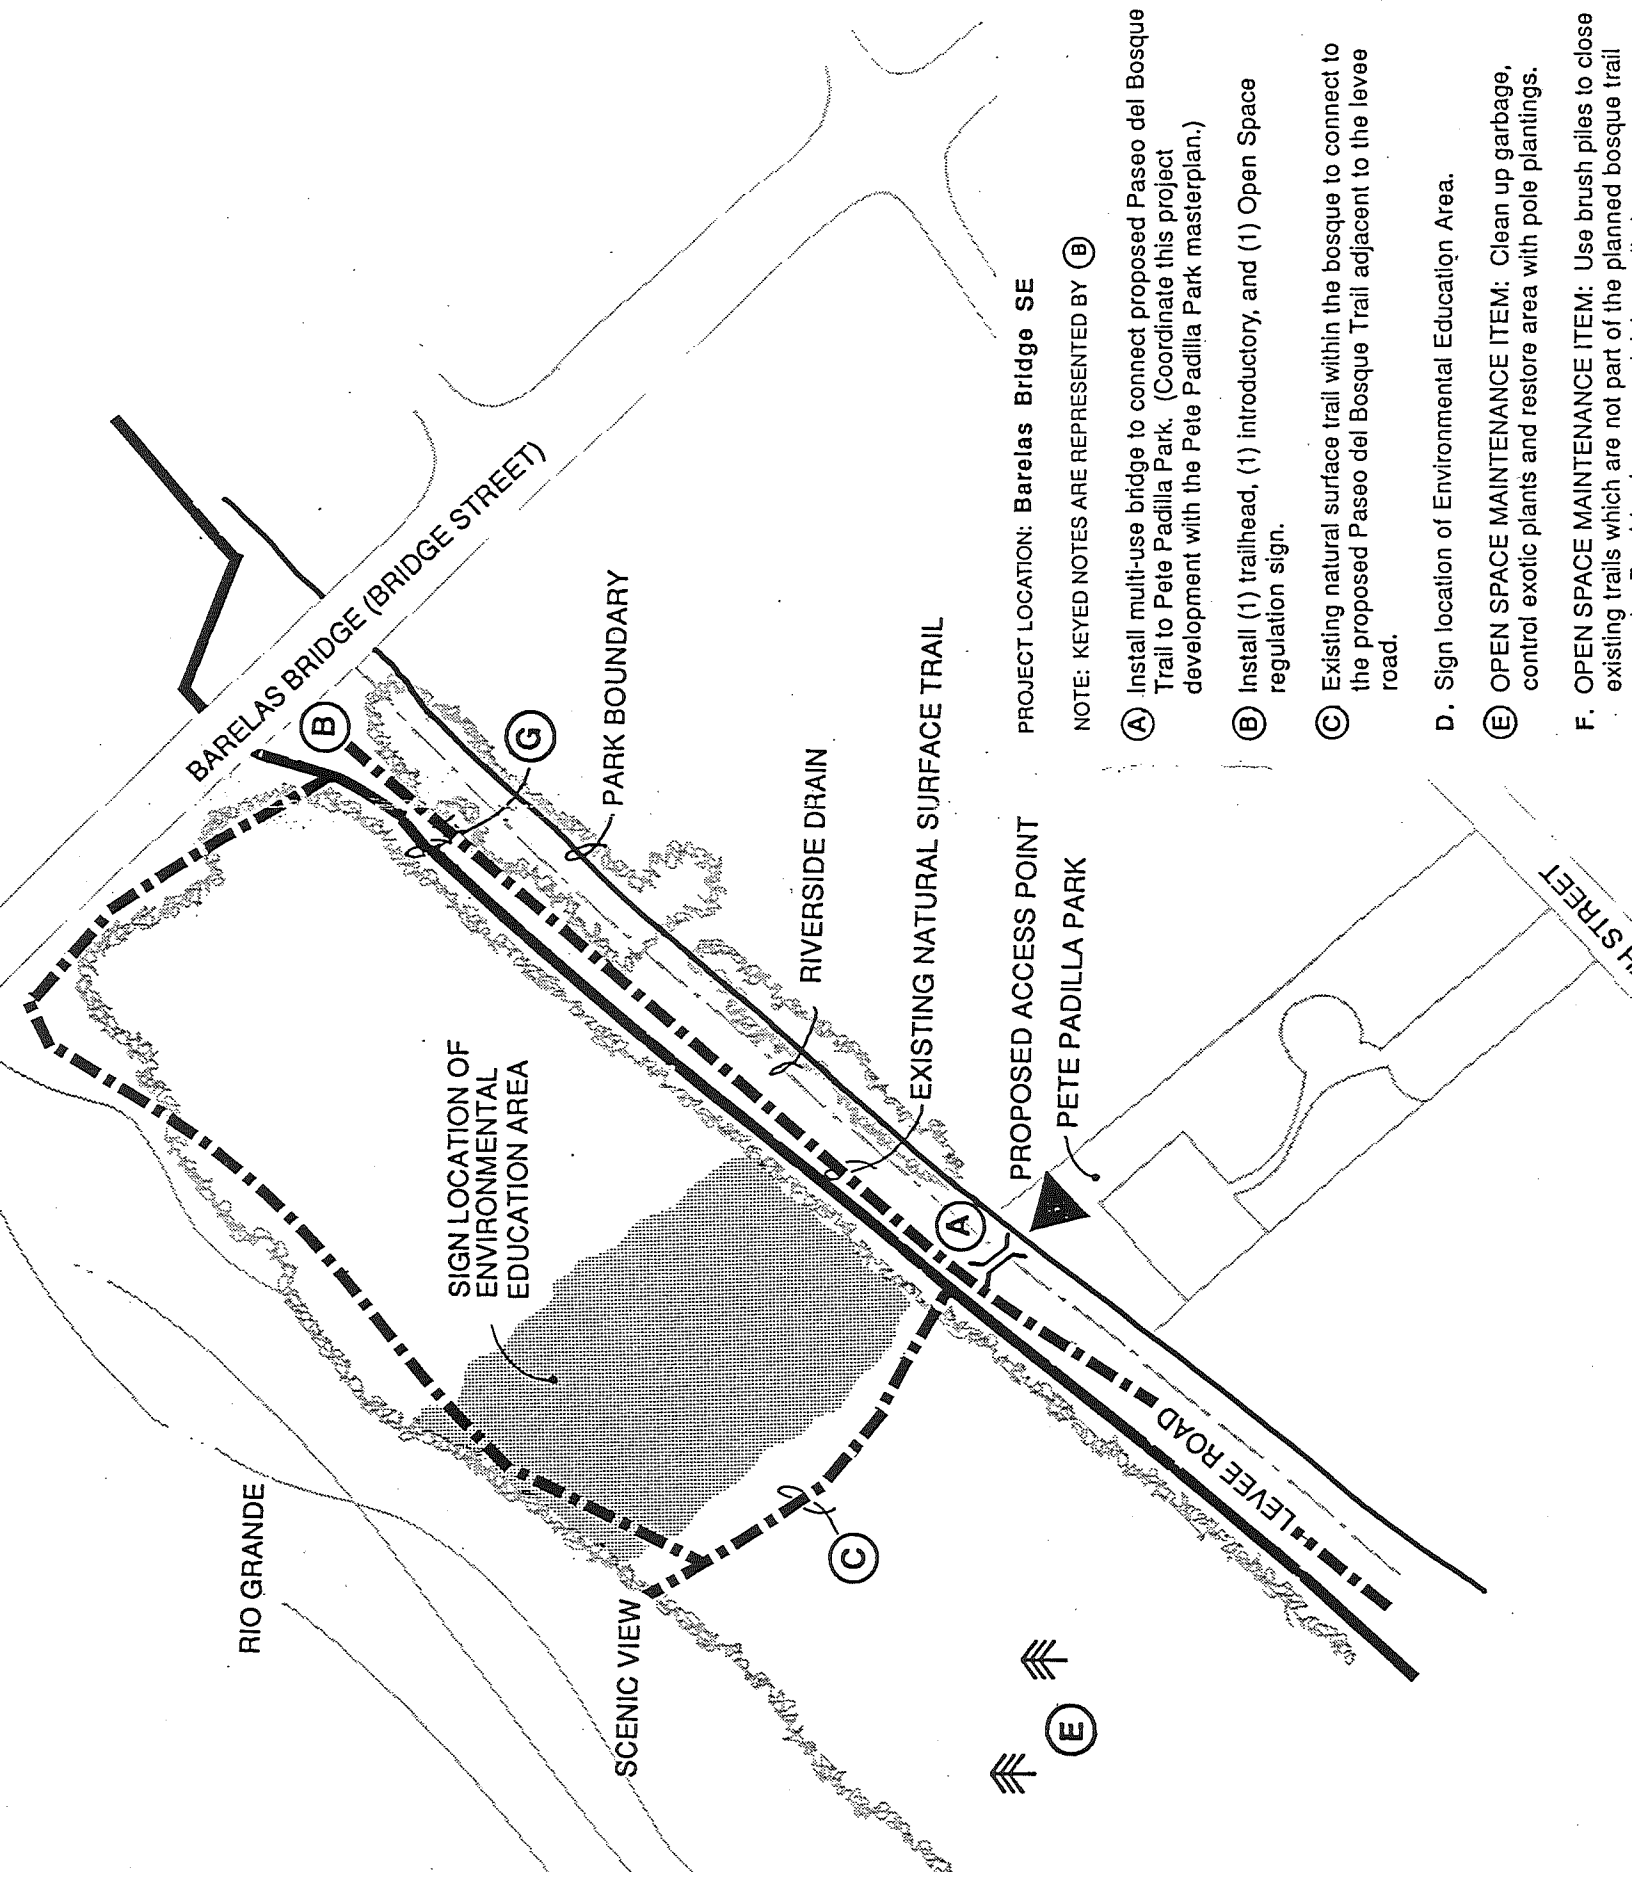 BARELAS BRIDGE (BRIDGE STREET)
B
G
PARK BOUNDARY
RIVERSIDE DRAIN
EXISTING NATURAL SURFACE TRAIL
PROPOSED ACCESS POINT
PETE PADILLA PARK
A
SIGN LOCATION OF
ENVIRONMENTAL
EDUCATION AREA
RIO GRANDE
SCENIC VIEW
C
E
LEVEE ROAD
STREET
PROJECT LOCATION: Barelas Bridge SE
NOTE: KEYED NOTES ARE REPRESENTED BY B
A Install multi-use bridge to connect proposed Paseo del Bosque
Trail to Pete Padilla Park. (Coordinate this project
development with the Pete Padilla Park masterplan.)
B Install (1) trailhead, (1) introductory, and (1) Open Space
regulation sign.
C Existing natural surface trail within the bosque to connect to
the proposed Paseo del Bosque Trail adjacent to the levee
road.
D. Sign location of Environmental Education Area.
E OPEN SPACE MAINTENANCE ITEM: Clean up garbage,
control exotic plants and restore area with pole plantings.
F. OPEN SPACE MAINTENANCE ITEM: Use brush piles to close
existing trails which are not part of the planned bosque trail